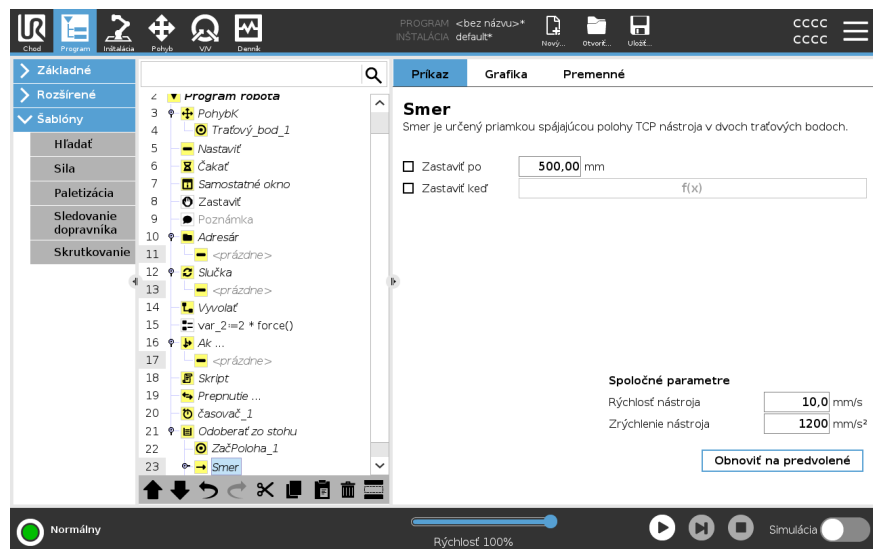 PROGRAM <bez názvu>*
INŠTALÁCIA default*
Chod Program Inštalácia Pohyb V/V Denník
Nový... Otvoriť... Uložiť...
CCCC
CCCC
Základné
Rozšírené
Šablóny
Hľadať
Sila
Paletizácia
Sledovanie
dopravníka
Skrutkovanie
2 Program robota
3 PohybK
4 Traťový_bod_1
5 Nastaviť
6 Čakať
7 Samostatné okno
8 Zastaviť
9 Poznámka
10 Adresár
11 <prázdne>
12 Slučka
13 <prázdne>
14 Vyvolať
15 var_2:=2 * force()
16 Ak ...
17 <prázdne>
18 Skript
19 Prepnutie ...
20 časovač_1
21 Odoberať zo stohu
22 ZačPoloha_1
23 Smer
Príkaz Grafika Premenné
Smer
Smer je určený priamkou spájajúcou polohy TCP nástroja v dvoch traťových bodoch.
Zastaviť po 500,00 mm
Zastaviť keď f(x)
Spoločné parametre
Rýchlosť nástroja 10,0 mm/s
Zrýchlenie nástroja 1200 mm/s²
Obnoviť na predvolené
Normálny
Rýchlosť 100%
Simulácia